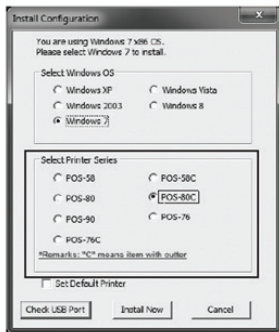 Install Configuration
You are using Windows 7 x86 OS.
Please select Windows 7 to install.
Select Windows OS
Windows XP
Windows Vista
Windows 2003
Windows 8
Windows 7
Select Printer Series
POS-58
POS-58C
POS-80
POS-80C
POS-90
POS-76
POS-76C
*Remarks: "C" means item with cutter
Set Default Printer
Check USB Port
Install Now
Cancel